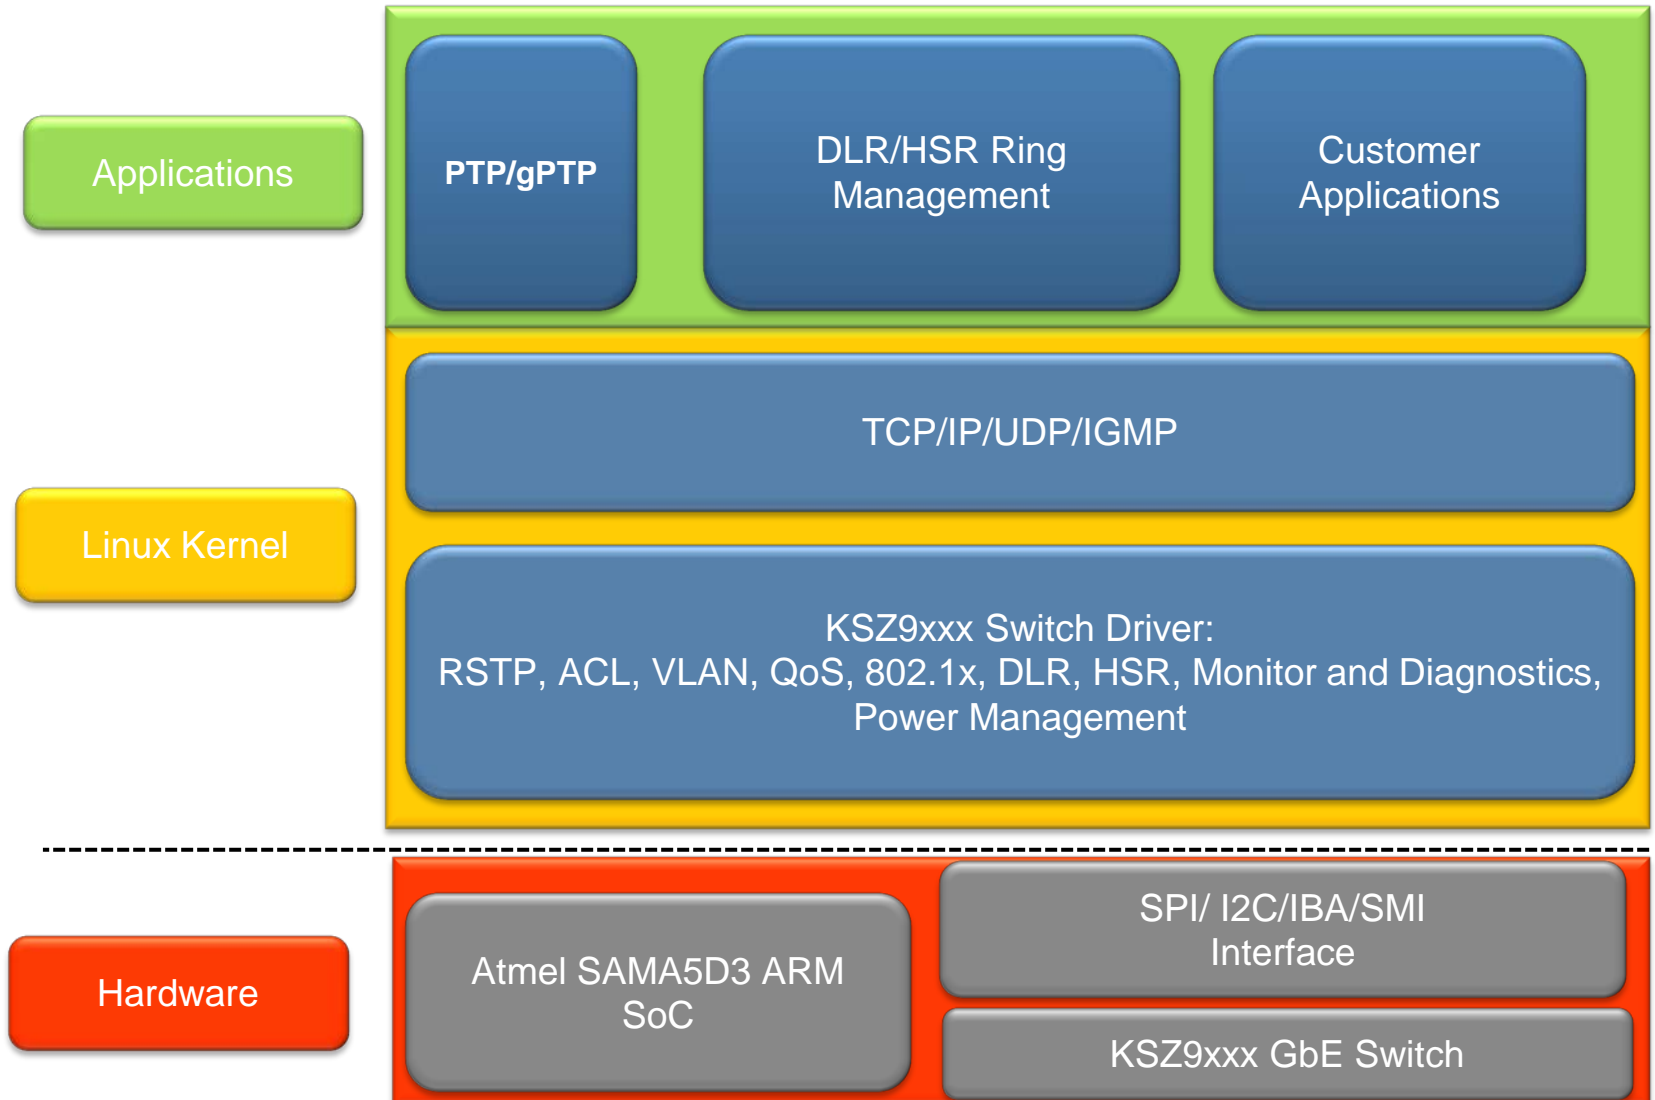 Applications
PTP/gPTP
DLR/HSR Ring
Management
Customer
Applications
Linux Kernel
TCP/IP/UDP/IGMP
KSZ9xxx Switch Driver:
RSTP, ACL, VLAN, QoS, 802.1x, DLR, HSR, Monitor and Diagnostics,
Power Management
Hardware
Atmel SAMA5D3 ARM
SoC
SPI/ I2C/IBA/SMI
Interface
KSZ9xxx GbE Switch